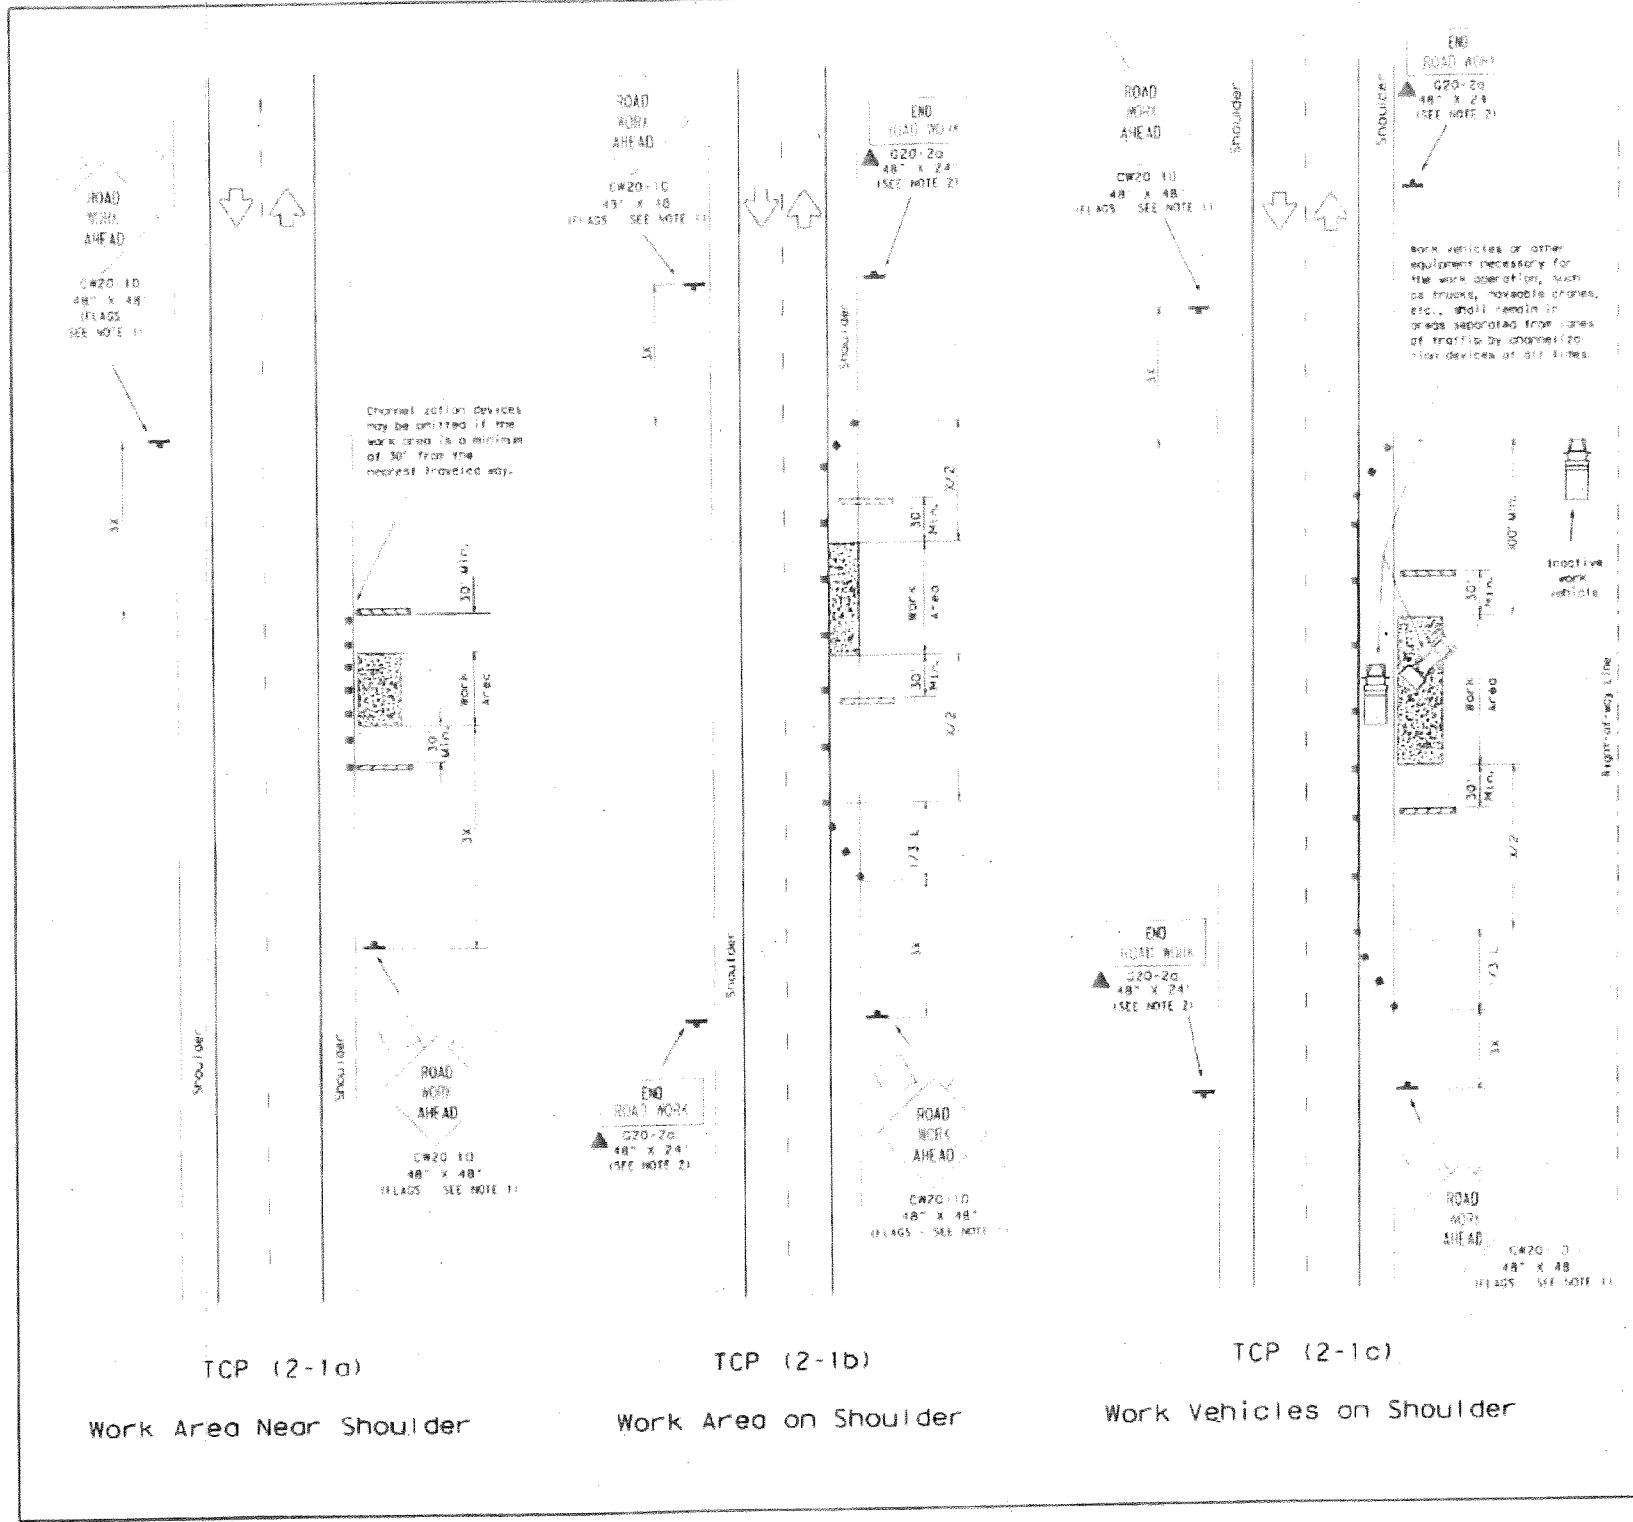 ROAD
WORK
AHEAD
CW20-1D
48" X 48"
(FLAGS
SEE NOTE 1)
3X
Channelization devices
may be omitted if the
work area is a minimum
of 30' from the
nearest traveled way.
30' Min.
Work
Area
30'
Min.
3X
Shoulder
Shoulder
ROAD
WORK
AHEAD
CW20-1D
48" X 48"
(FLAGS SEE NOTE 1)
TCP (2-1a)
Work Area Near Shoulder
ROAD
WORK
AHEAD
CW20-1D
48" X 48"
(FLAGS SEE NOTE 1)
3X
END
ROAD WORK
G20-2a
48" X 24"
(SEE NOTE 2)
Shoulder
X/2
30'
Min.
Work
Area
30'
Min.
X/2
1/3 L
3X
Shoulder
END
ROAD WORK
G20-2a
48" X 24"
(SEE NOTE 2)
ROAD
WORK
AHEAD
CW20-1D
48" X 48"
(FLAGS - SEE NOTE
TCP (2-1b)
Work Area on Shoulder
ROAD
WORK
AHEAD
CW20-1D
48" X 48"
(FLAGS SEE NOTE 1)
3X
Shoulder
Shoulder
END
ROAD WORK
G20-2a
48" X 24"
(SEE NOTE 2)
Work vehicles or other
equipment necessary for
the work operation, such
as trucks, moveable cranes,
etc., shall remain in
areas separated from lanes
of traffic by channeliza-
tion devices at all times.
100' Min.
30'
Min.
Inactive
work
vehicle
Work
Area
30'
Min.
Right-of-way Line
X/2
1/3 L
3X
END
ROAD WORK
G20-2a
48" X 24"
(SEE NOTE 2)
ROAD
WORK
AHEAD
CW20-1D
48" X 48"
(FLAGS SEE NOTE 1)
TCP (2-1c)
Work Vehicles on Shoulder